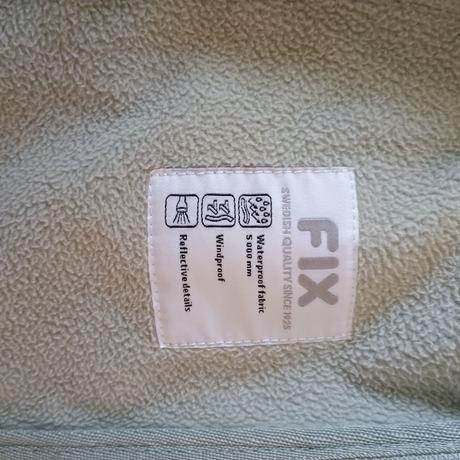 FIX
SWEDISH QUALITY SINCE 1925
Waterproof fabric
5 000 mm
Windproof
Reflective details